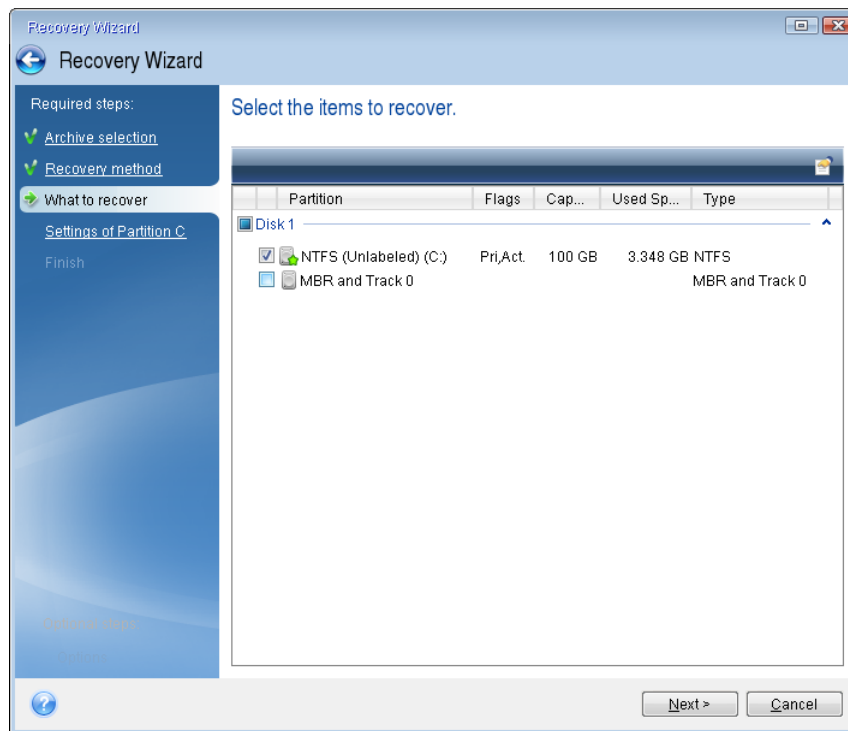 Recovery Wizard
Recovery Wizard
Required steps:
Archive selection
Recovery method
What to recover
Settings of Partition C
Finish
Select the items to recover.
Partition Flags Cap... Used Sp... Type
Disk 1
NTFS (Unlabeled) (C:) Pri,Act. 100 GB 3.348 GB NTFS
MBR and Track 0 MBR and Track 0
Next >
Cancel